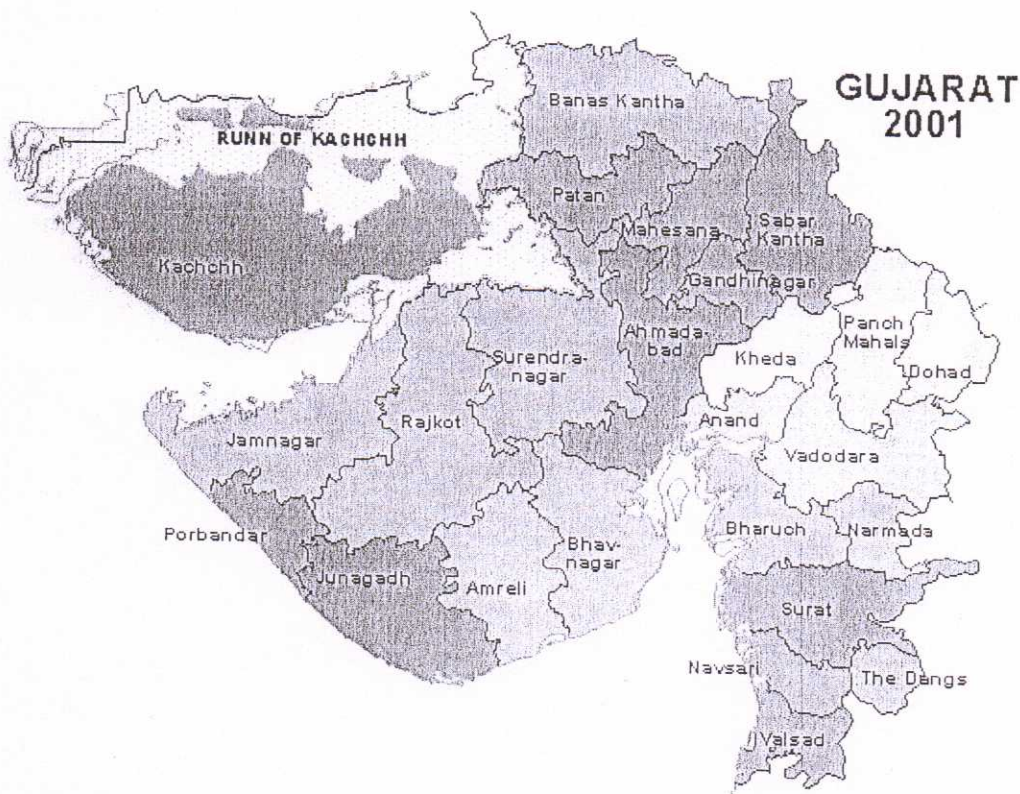 GUJARAT
2001
Banas Kantha
RUNN OF KACHCHH
Patan
Mahesana
Sabar
Kantha
Kachchh
Gandhinagar
Ahmada-
bad
Panch
Mahals
Kheda
Dohad
Surendra-
nagar
Rajkot
Anand
Jamnagar
Vadodara
Porbandar
Bharuch
Narmada
Junagadh
Amreli
Bhav-
nagar
Surat
Navsari
The Dangs
Valsad